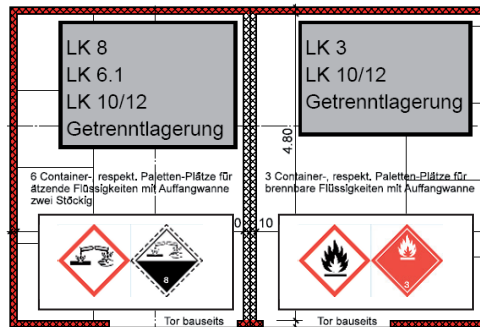 LK 8
LK 6.1
LK 10/12
Getrenntlagerung
6 Container-, respekt. Paletten-Plätze für
ätzende Flüssigkeiten mit Auffangwanne
zwei Stöckig
8
Tor bauseits
LK 3
LK 10/12
Getrenntlagerung
4.80
3 Container-, respekt. Paletten-Plätze für
brennbare Flüssigkeiten mit Auffangwanne
0 10
3
Tor bauseits